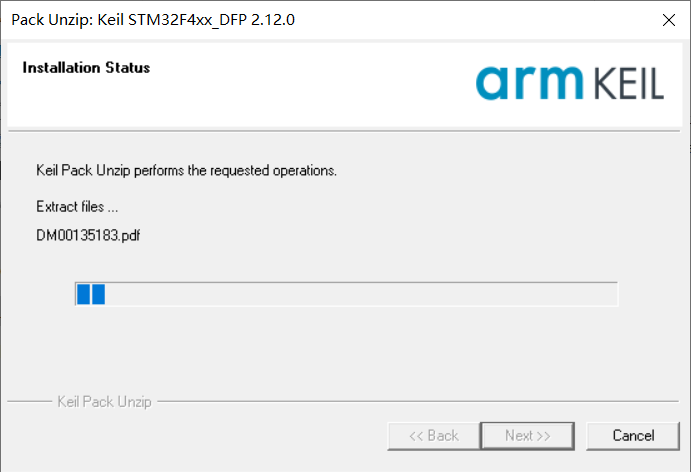 Pack Unzip: Keil STM32F4xx_DFP 2.12.0
Installation Status
arm KEIL
Keil Pack Unzip performs the requested operations.
Extract files ...
DM00135183.pdf
Keil Pack Unzip
<< Back
Next >>
Cancel